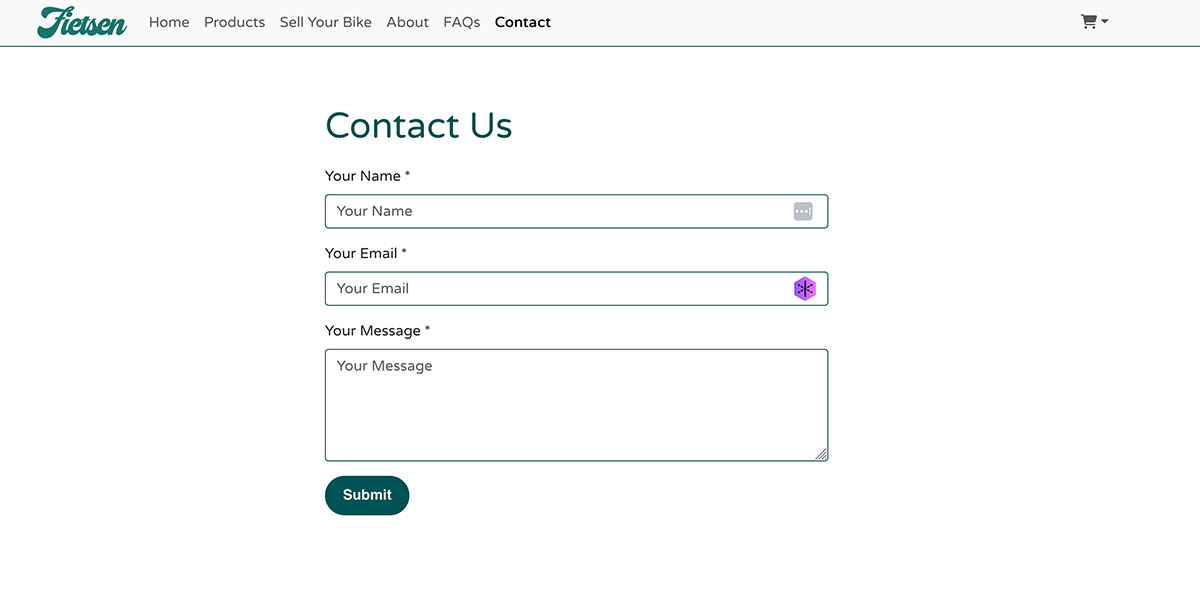 Fietsen Home Products Sell Your Bike About FAQs Contact
Contact Us
Your Name *
Your Name
Your Email *
Your Email
Your Message *
Your Message
Submit